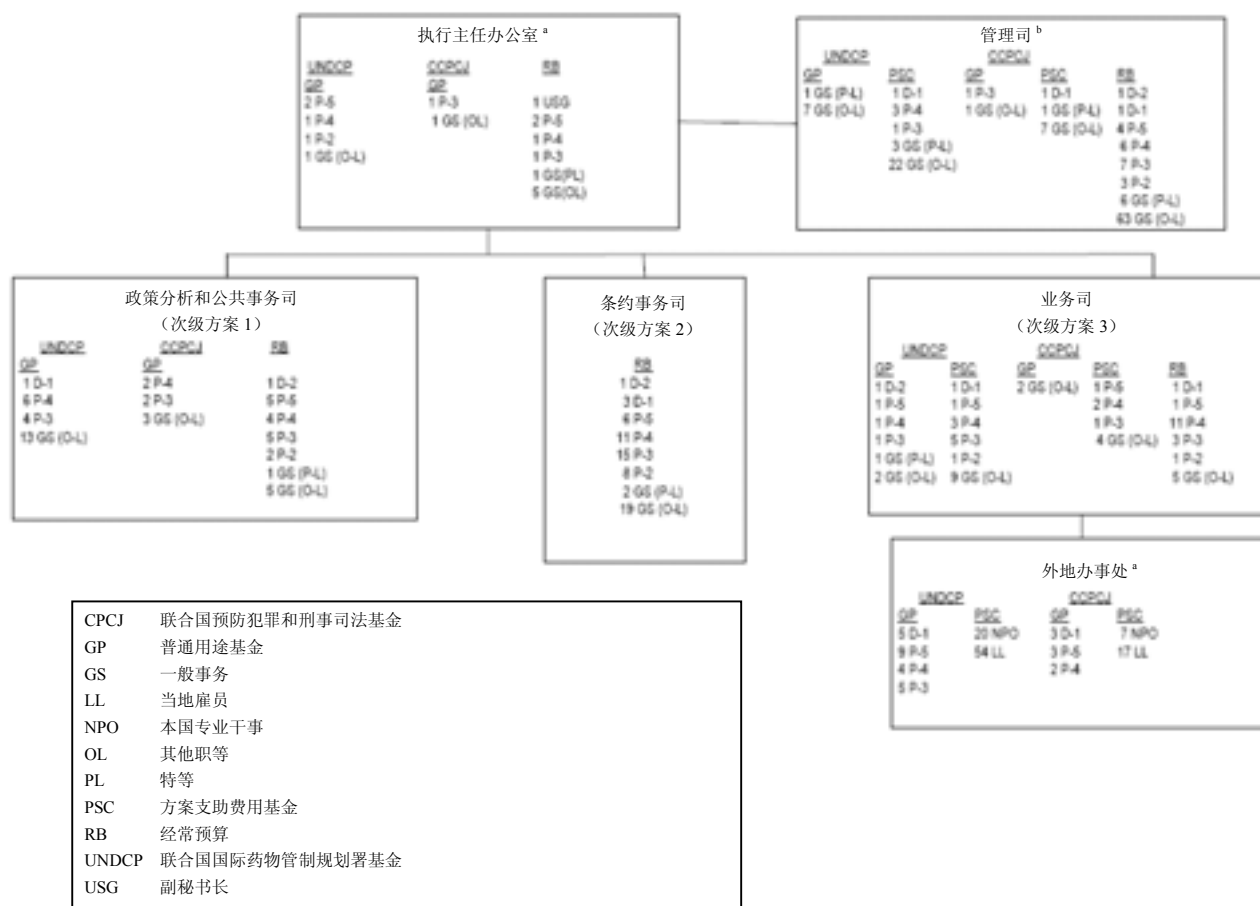 执行主任办公室 a
UNDCP CCPCJ RB
GP GP
2 P-5 1 P-3 1 USG
1 P-4 1 GS (OL) 2 P-5
1 P-2 1 P-4
1 GS (O-L) 1 P-3
1 GS(PL)
5 GS(OL)
管理司 b
UNDCP CCPCJ
GP PSC GP PSC RB
1 GS (P-L) 1 D-1 1 P-3 1 D-1 1 D-2
7 GS (O-L) 3 P-4 1 GS (O-L) 1 GS (P-L) 1 D-1
1 P-3 7 GS (O-L) 4 P-5
3 GS (P-L) 6 P-4
22 GS (O-L) 7 P-3
3 P-2
6 GS (P-L)
63 GS (O-L)
政策分析和公共事务司
（次级方案 1）
UNDCP CCPCJ RB
GP GP
1 D-1 2 P-4 1 D-2
6 P-4 2 P-3 5 P-5
4 P-3 3 GS (O-L) 4 P-4
13 GS (O-L) 5 P-3
2 P-2
1 GS (P-L)
5 GS (O-L)
条约事务司
（次级方案 2）
RB
1 D-2
3 D-1
6 P-5
11 P-4
15 P-3
8 P-2
2 GS (P-L)
19 GS (O-L)
业务司
（次级方案 3）
UNDCP CCPCJ
GP PSC GP PSC RB
1 D-2 1 D-1 2 GS (O-L) 1 P-5 1 D-1
1 P-5 1 P-5 2 P-4 1 P-5
1 P-4 3 P-4 1 P-3 11 P-4
1 P-3 5 P-3 4 GS (O-L) 3 P-3
1 GS (P-L) 1 P-2 1 P-2
2 GS (O-L) 9 GS (O-L) 5 GS (O-L)
外地办事处 a
UNDCP CCPCJ
GP PSC GP PSC
5 D-1 20 NPO 3 D-1 7 NPO
9 P-5 54 LL 3 P-5 17 LL
4 P-4 2 P-4
5 P-3
CPCJ 联合国预防犯罪和刑事司法基金
GP 普通用途基金
GS 一般事务
LL 当地雇员
NPO 本国专业干事
OL 其他职等
PL 特等
PSC 方案支助费用基金
RB 经常预算
UNDCP 联合国国际药物管制规划署基金
USG 副秘书长